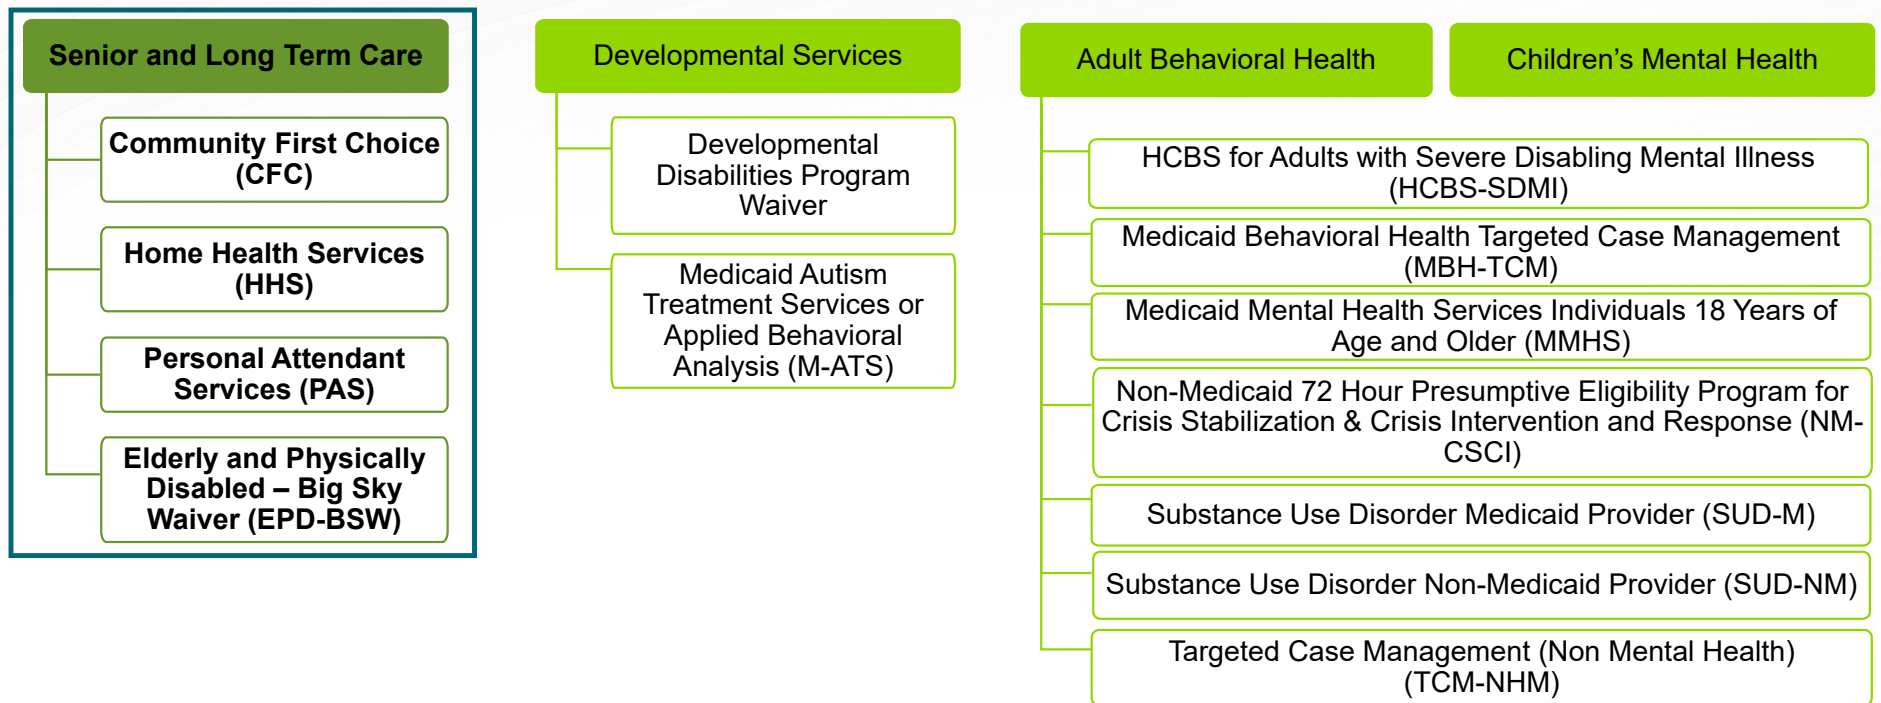 Senior and Long Term Care
Community First Choice
(CFC)
Home Health Services
(HHS)
Personal Attendant
Services (PAS)
Elderly and Physically
Disabled – Big Sky
Waiver (EPD-BSW)
Developmental Services
Developmental
Disabilities Program
Waiver
Medicaid Autism
Treatment Services or
Applied Behavioral
Analysis (M-ATS)
Adult Behavioral Health
Children’s Mental Health
HCBS for Adults with Severe Disabling Mental Illness
(HCBS-SDMI)
Medicaid Behavioral Health Targeted Case Management
(MBH-TCM)
Medicaid Mental Health Services Individuals 18 Years of
Age and Older (MMHS)
Non-Medicaid 72 Hour Presumptive Eligibility Program for
Crisis Stabilization & Crisis Intervention and Response (NM-
CSCI)
Substance Use Disorder Medicaid Provider (SUD-M)
Substance Use Disorder Non-Medicaid Provider (SUD-NM)
Targeted Case Management (Non Mental Health)
(TCM-NHM)